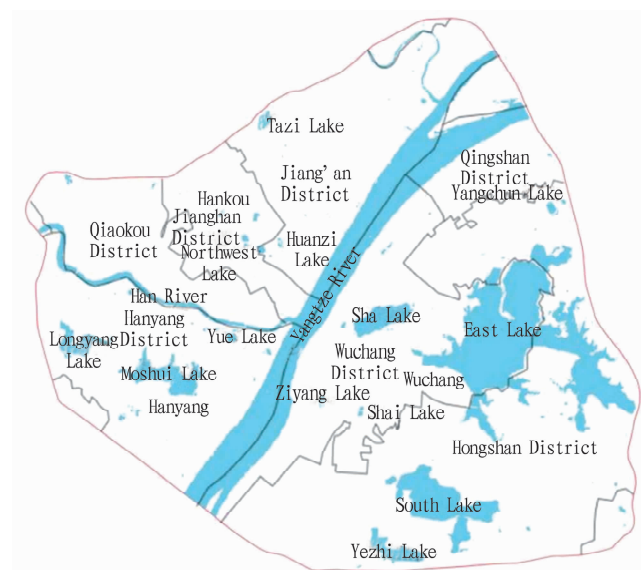 Tazi Lake
Jiang'an
District
Qingshan
District
Yangchun Lake
Hankou
Jianghan
District
Northwest
Lake
Qiaokou
District
Huanzi
Lake
Yangtze River
Han River
Hanyang
District
Longyang
Lake
Yue Lake
Moshui Lake
Hanyang
Sha Lake
East Lake
Wuchang
District
Wuchang
Ziyang Lake
Shai Lake
Hongshan District
South Lake
Yezhi Lake